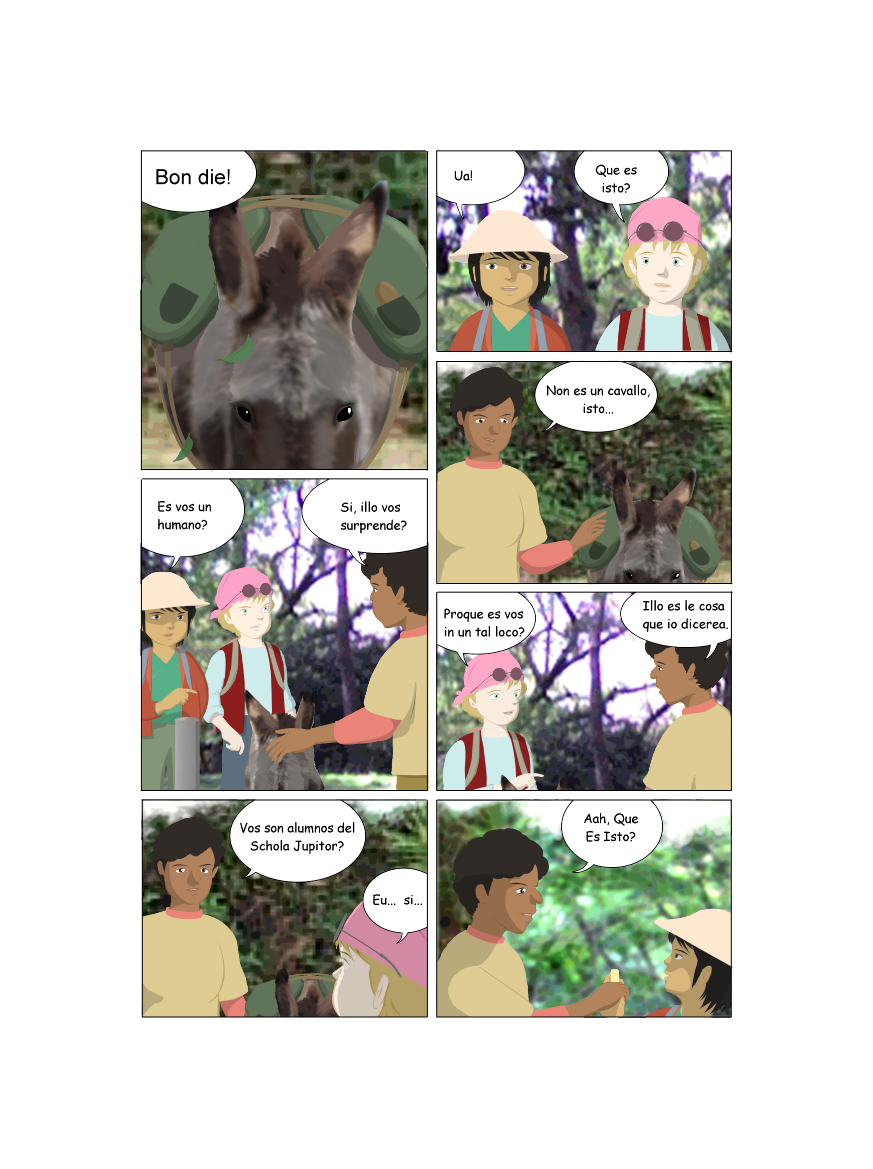 Bon die!
Ua!
Que es
isto?
Non es un cavallo,
isto...
Es vos un
humano?
Si, illo vos
surprende?
Proque es vos
in un tal loco?
Illo es le cosa
que io dicerea.
Vos son alumnos del
Schola Jupitor?
Eu... si...
Aah, Que
Es Isto?